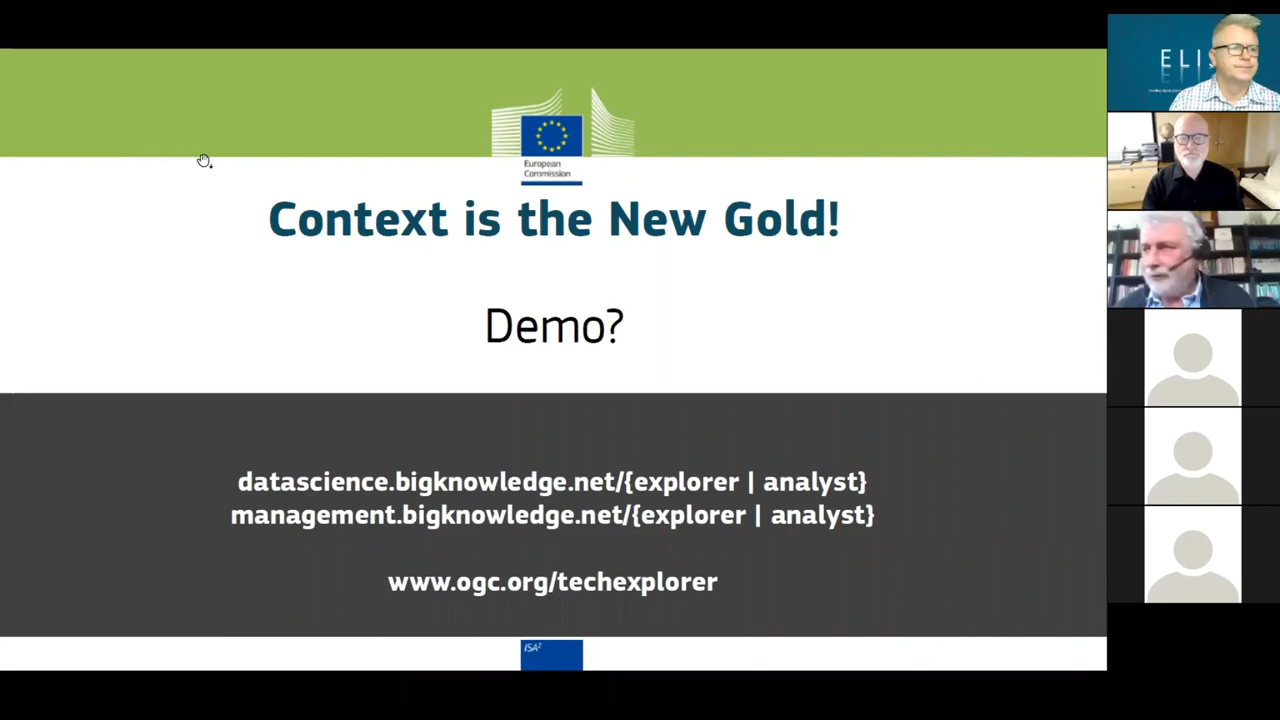 European
Commission
Context is the New Gold!
Demo?
datascience.bigknowledge.net/{explorer | analyst}
management.bigknowledge.net/{explorer | analyst}
www.ogc.org/techexplorer
ISA²
ELIS